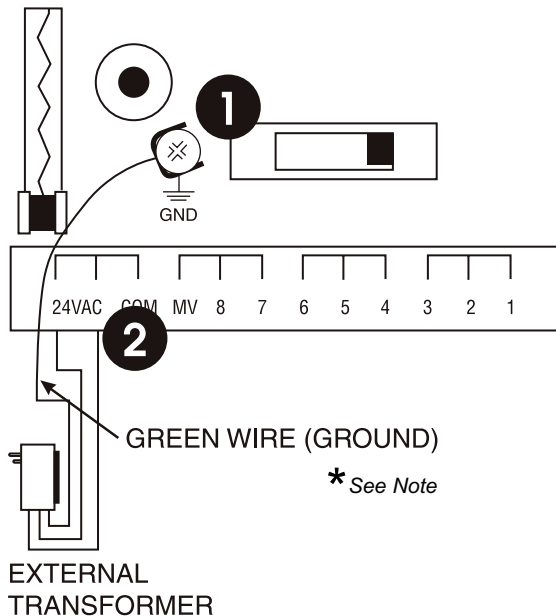 1
GND
24VAC COM MV 8 7 6 5 4 3 2 1
2
GREEN WIRE (GROUND)
* See Note
EXTERNAL
TRANSFORMER